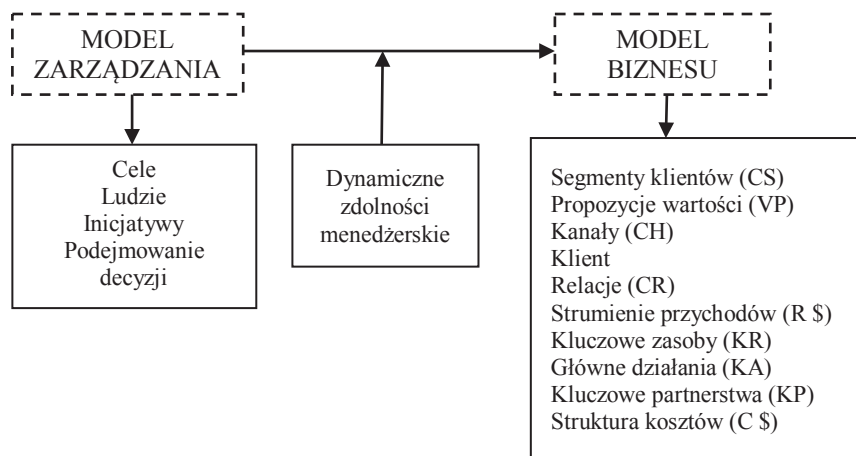 MODEL
ZARZĄDZANIA
MODEL
BIZNESU
Cele
Ludzie
Inicjatywy
Podejmowanie
decyzji
Dynamiczne
zdolności
menedżerskie
Segmenty klientów (CS)
Propozycje wartości (VP)
Kanały (CH)
Klient
Relacje (CR)
Strumienie przychodów (R $)
Kluczowe zasoby (KR)
Główne działania (KA)
Kluczowe partnerstwa (KP)
Struktura kosztów (C $)